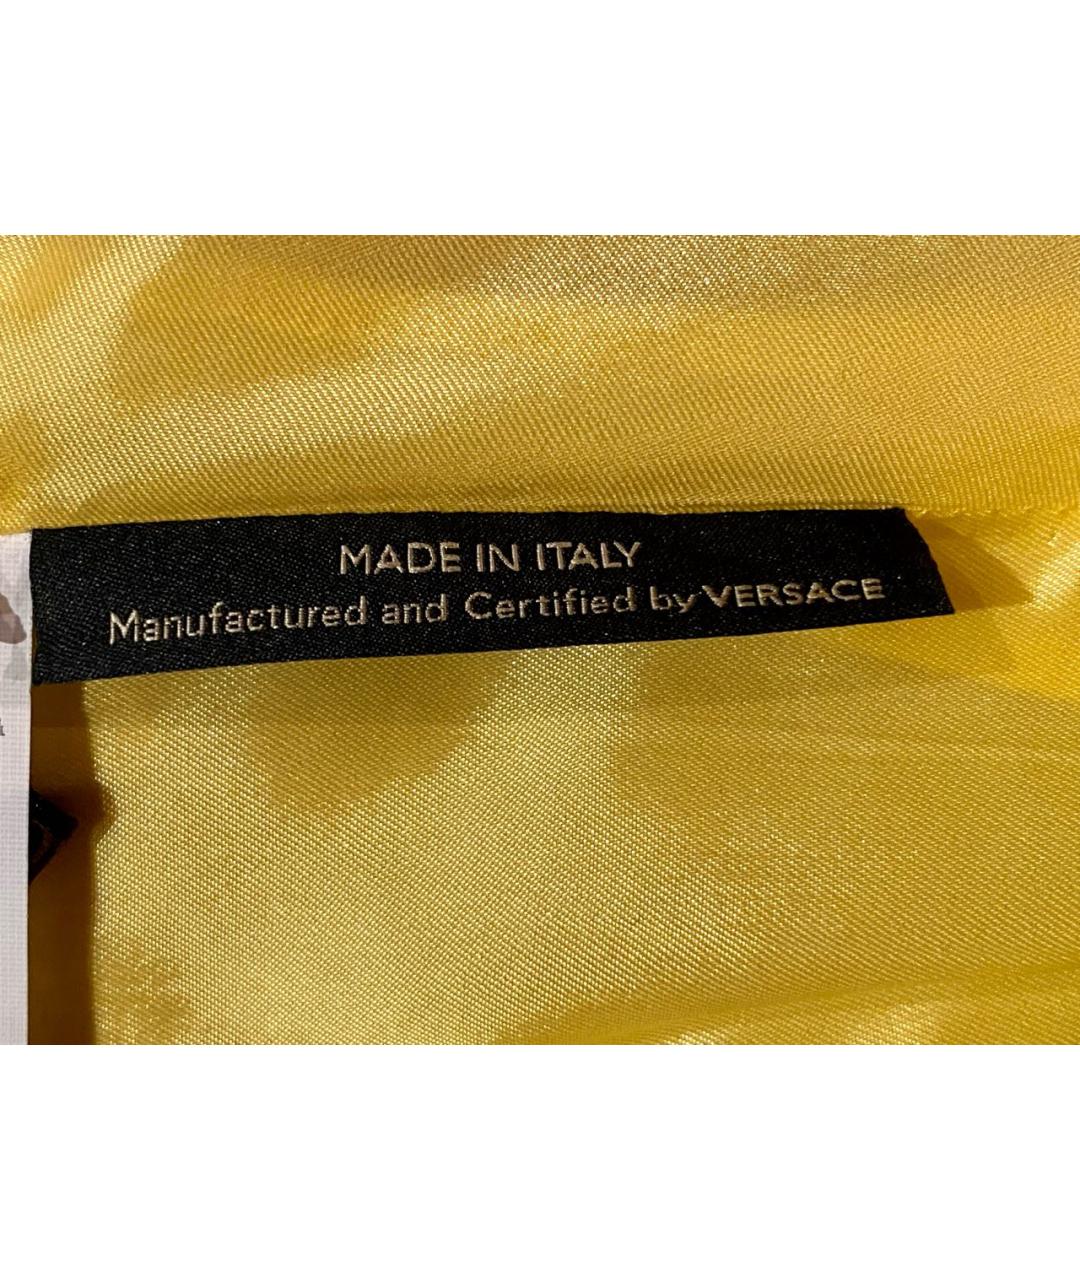 MADE IN ITALY
Manufactured and Certified by VERSACE